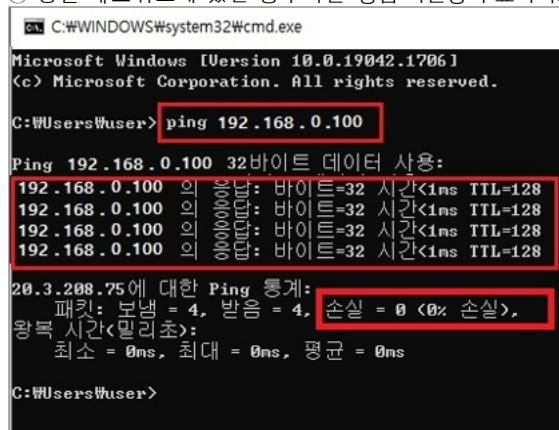 C:₩WINDOWS₩system32₩cmd.exe
Microsoft Windows [Version 10.0.19042.1706]
(c) Microsoft Corporation. All rights reserved.
C:₩Users₩user> ping 192.168.0.100
Ping 192.168.0.100 32바이트 데이터 사용:
192.168.0.100 의 응답: 바이트=32 시간<1ms TTL=128
192.168.0.100 의 응답: 바이트=32 시간<1ms TTL=128
192.168.0.100 의 응답: 바이트=32 시간<1ms TTL=128
192.168.0.100 의 응답: 바이트=32 시간<1ms TTL=128
20.3.208.75에 대한 Ping 통계:
패킷: 보냄 = 4, 받음 = 4, 손실 = 0 (0% 손실),
왕복 시간(밀리초):
최소 = 0ms, 최대 = 0ms, 평균 = 0ms
C:₩Users₩user>